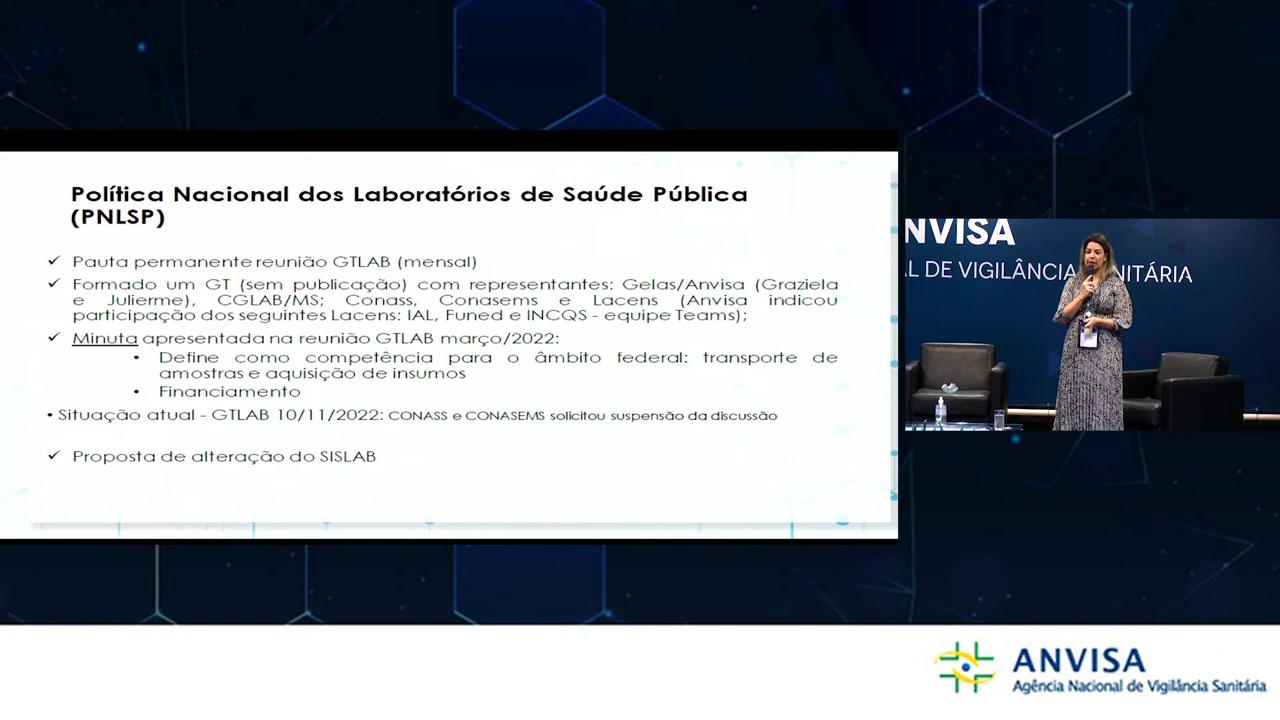 Política Nacional dos Laboratórios de Saúde Pública
(PNLSP)
✓ Pauta permanente reunião GTLAB (mensal)
✓ Formado um GT (sem publicação) com representantes: Gelas/Anvisa (Graziela
e Julierme), CGLAB/MS; Conass, Conasems e Lacens (Anvisa indicou
participação dos seguintes Lacens: IAL, Funed e INCQS - equipe Teams);
✓ Minuta apresentada na reunião GTLAB março/2022:
• Define como competência para o âmbito federal: transporte de
amostras e aquisição de insumos
• Financiamento
• Situação atual - GTLAB 10/11/2022: CONASS e CONASEMS solicitou suspensão da discussão
✓ Proposta de alteração do SISLAB
NVISA
AL DE VIGILÂNCIA NITÁRIA
ANVISA
Agência Nacional de Vigilância Sanitária